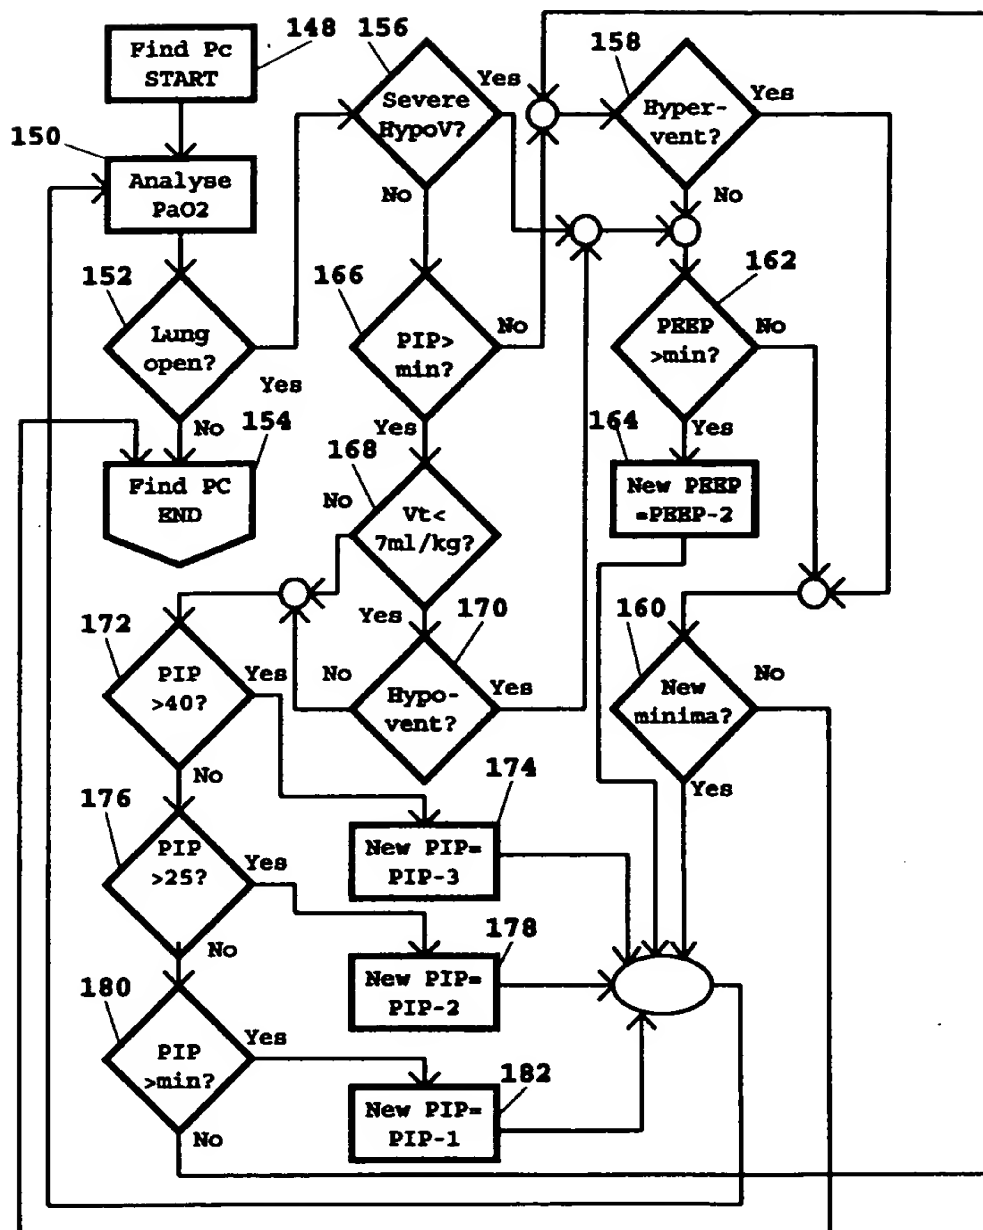 148
156
158
Find Pc
START
Yes
Severe
HypoV?
Hyper-
vent?
Yes
150
Analyse
PaO2
No
No
152
166
162
Lung
open?
Yes
PIP>
min?
No
PEEP
>min?
No
No
154
Yes
168
164
Yes
Find PC
END
No
Vt<
7ml/kg?
New PEEP
=PEEP-2
Yes
170
160
172
PIP
>40?
Yes
No
Hypo-
vent?
Yes
New
minima?
No
No
174
Yes
176
PIP
>25?
Yes
New PIP=
PIP-3
No
178
180
New PIP=
PIP-2
PIP
>min?
Yes
182
New PIP=
PIP-1
No